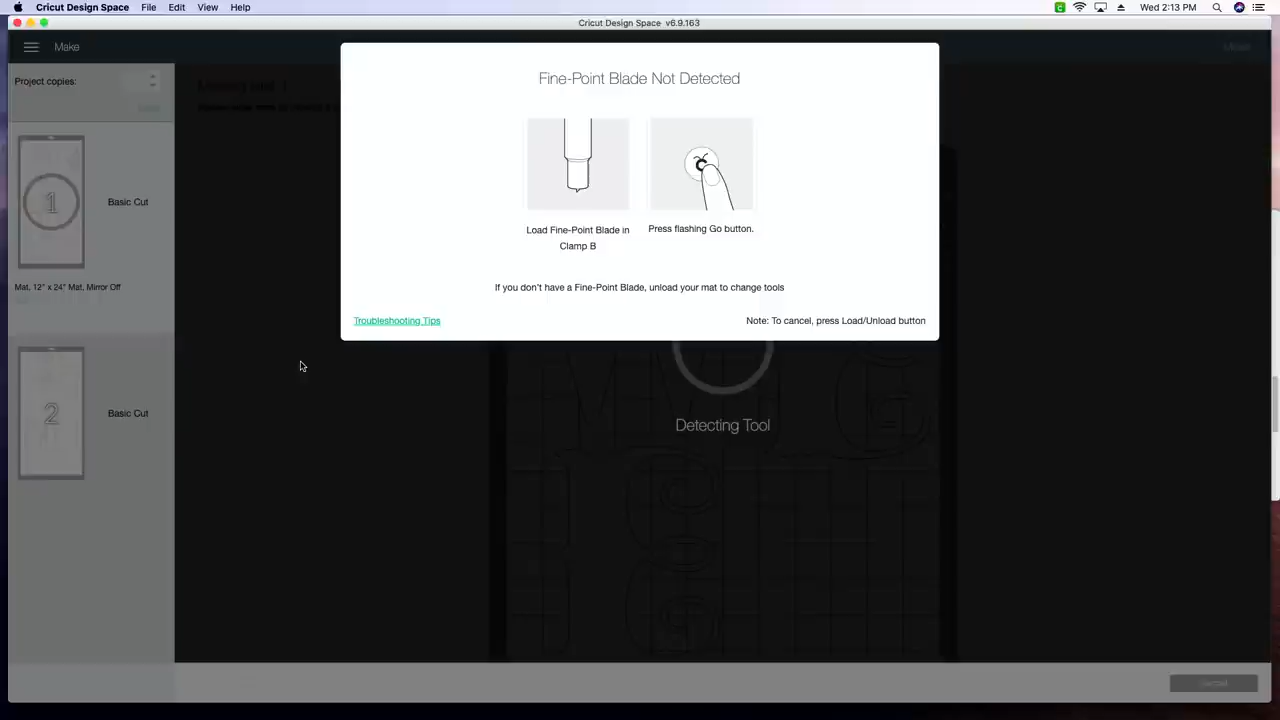 Cricut Design Space File Edit View Help
Wed 2:13 PM
Cricut Design Space v6.9.163
Make
Project copies:
1
Basic Cut
Mat, 12" x 24" Mat, Mirror Off
2
Basic Cut
Fine-Point Blade Not Detected
Load Fine-Point Blade in
Clamp B
Press flashing Go button.
If you don't have a Fine-Point Blade, unload your mat to change tools
Troubleshooting Tips
Note: To cancel, press Load/Unload button
Detecting Tool